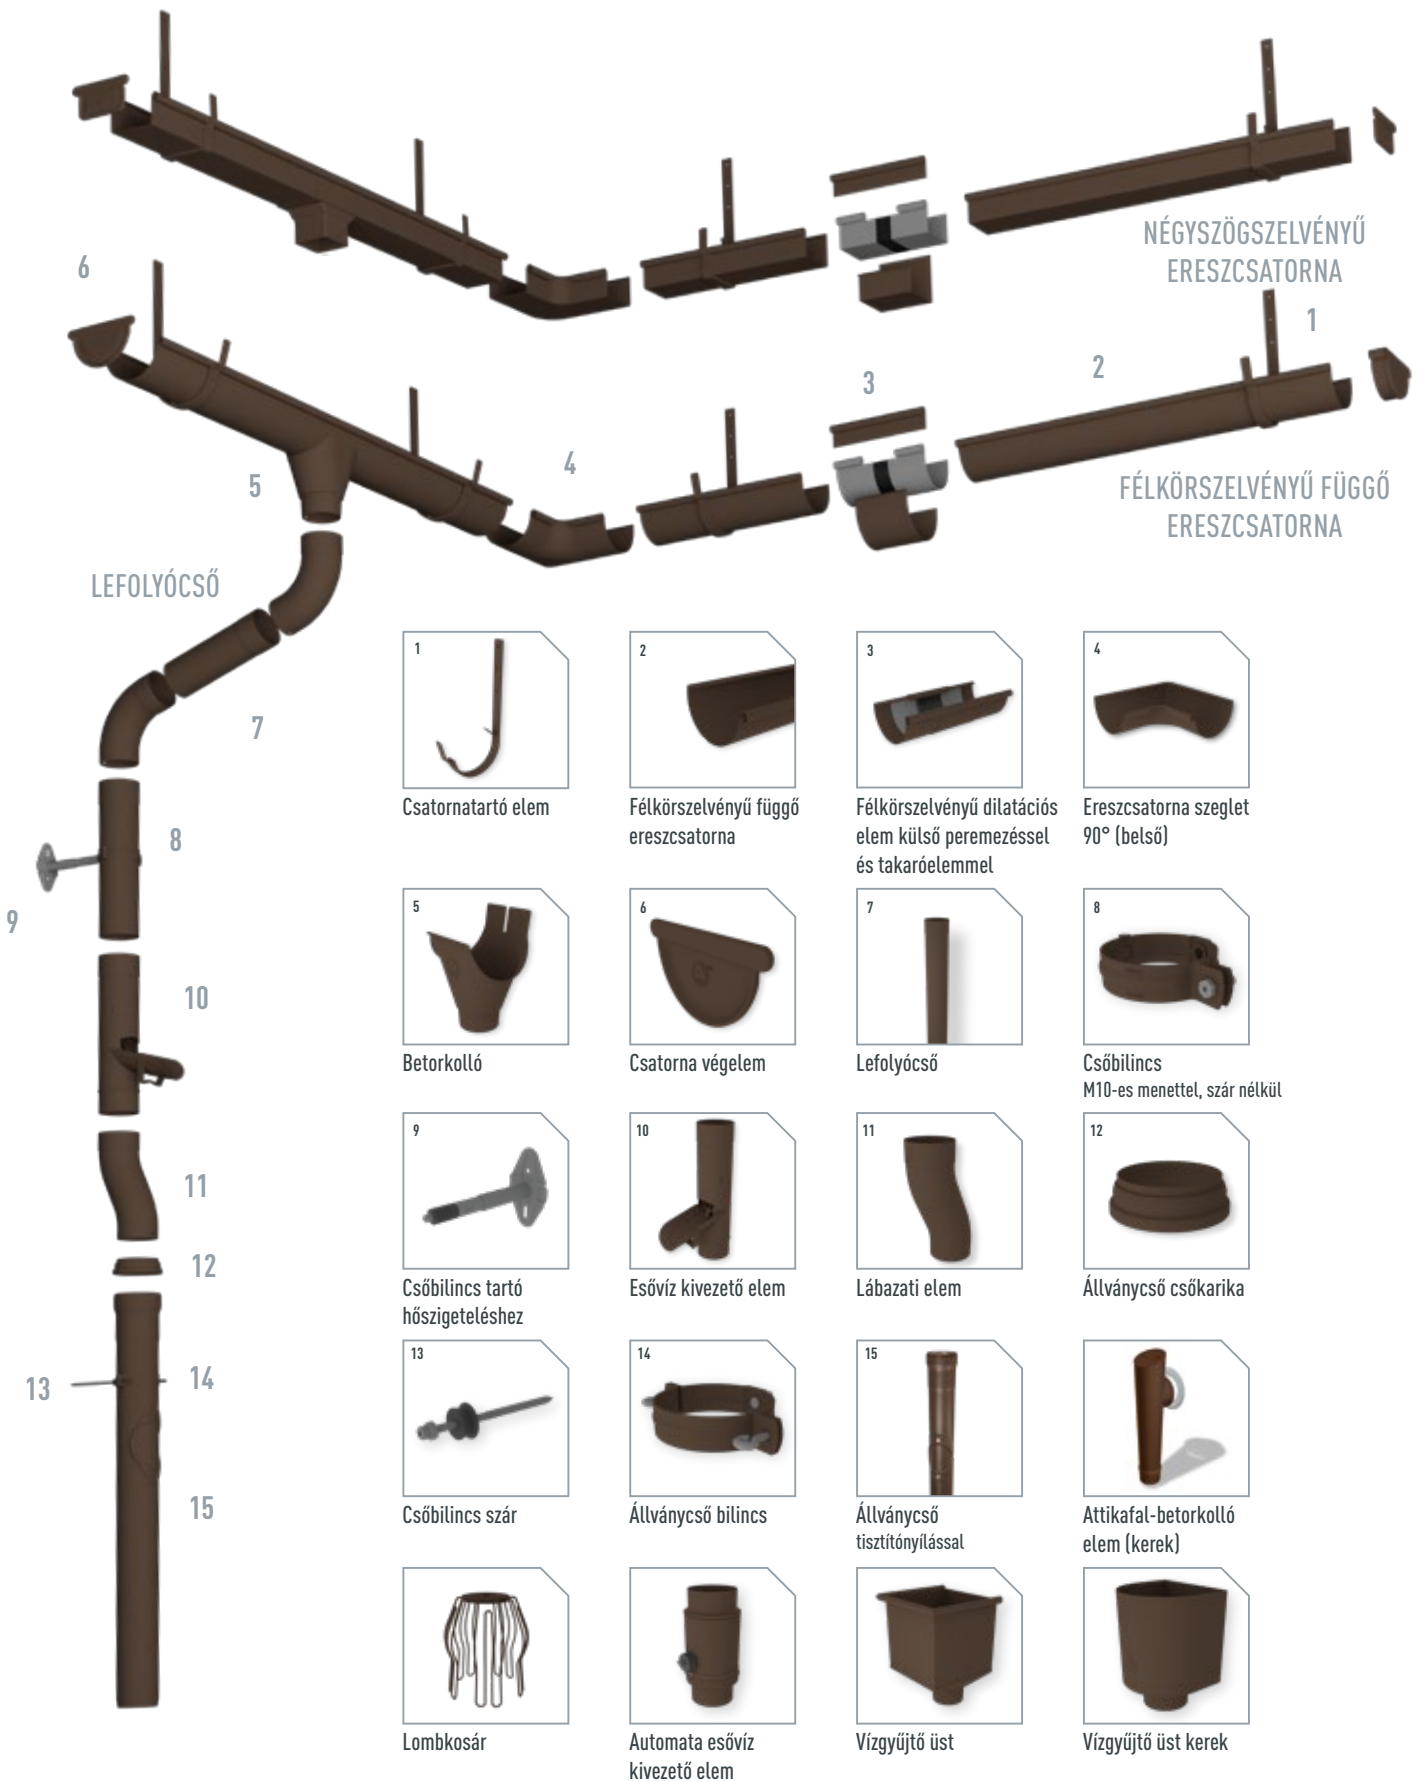 NÉGYSZÖGSZELVÉNYŰ
ERESZCSATORNA
6
1
2
3
4
5
FÉLKÖRSZELVÉNYŰ FÜGGŐ
ERESZCSATORNA
LEFOLYÓCSŐ
7
8
9
10
11
12
13
14
15
1
Csatornatartó elem
2
Félkörszelvényű függő
ereszcsatorna
3
Félkörszelvényű dilatációs
elem külső peremezéssel
és takaróelemmel
4
Ereszcsatorna szeglet
90° (belső)
5
Betorkolló
6
Csatorna végelem
7
Lefolyócső
8
Csőbilincs
M10-es menettel, szár nélkül
9
Csőbilincs tartó
hőszigeteléshez
10
Esővíz kivezető elem
11
Lábazati elem
12
Állványcső csőkarika
13
Csőbilincs szár
14
Állványcső bilincs
15
Állványcső
tisztítónyílással
Attikafal-betorkolló
elem (kerek)
Lombkosár
Automata esővíz
kivezető elem
Vízgyűjtő üst
Vízgyűjtő üst kerek